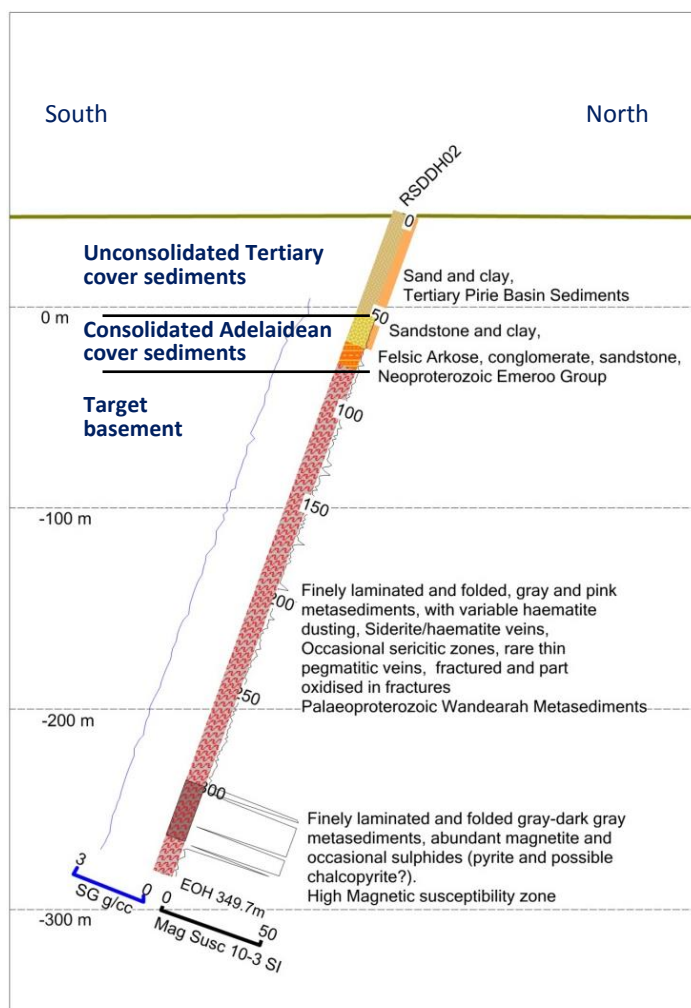 South
North
RSDDH02
0
Unconsolidated Tertiary
cover sediments
Sand and clay,
Tertiary Pirie Basin Sediments
0 m
50
Consolidated Adelaidean
cover sediments
Sandstone and clay,
Felsic Arkose, conglomerate, sandstone,
Neoproterozoic Emeroo Group
Target
basement
100
-100 m
150
Finely laminated and folded, gray and pink
metasediments, with variable haematite
dusting, Siderite/haematite veins,
Occasional sericitic zones, rare thin
pegmatitic veins, fractured and part
oxidised in fractures
Palaeoproterozoic Wandearah Metasediments
200
250
-200 m
300
Finely laminated and folded gray-dark gray
metasediments, abundant magnetite and
occasional sulphides (pyrite and possible
chalcopyrite?).
High Magnetic susceptibility zone
3
0
SG g/cc
EOH 349.7m
0
50
Mag Susc 10-3 SI
-300 m